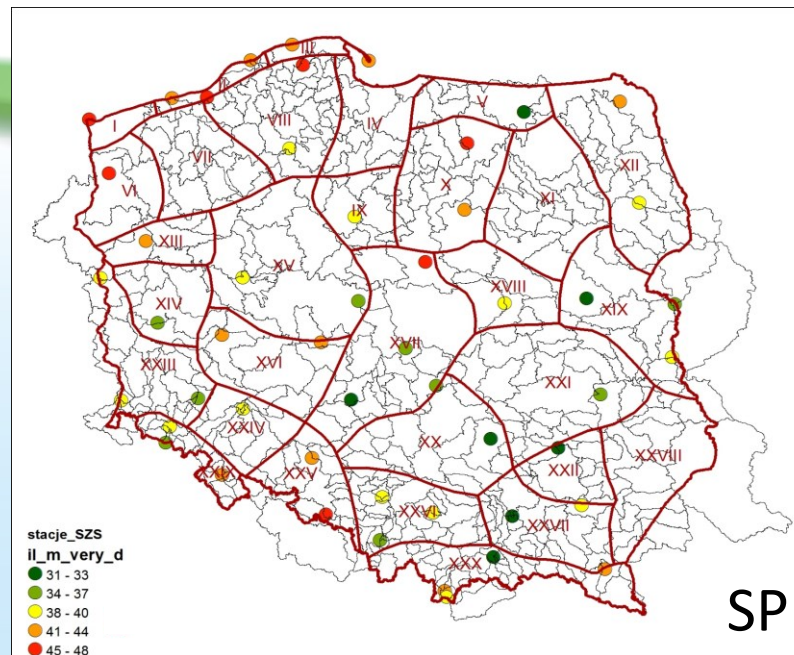 III
II
I
VIII
IV
V
VII
XII
VI
X
XI
IX
XIII
XV
XVIII
XIV
XIX
XVII
XXIII
XVI
XXI
XXIV
XX
XXVIII
XXII
XXV
XXIX
XXVI
XXVII
XXX
stacje_SZS
il_m_very_d
31 - 33
34 - 37
38 - 40
41 - 44
45 - 48
SP